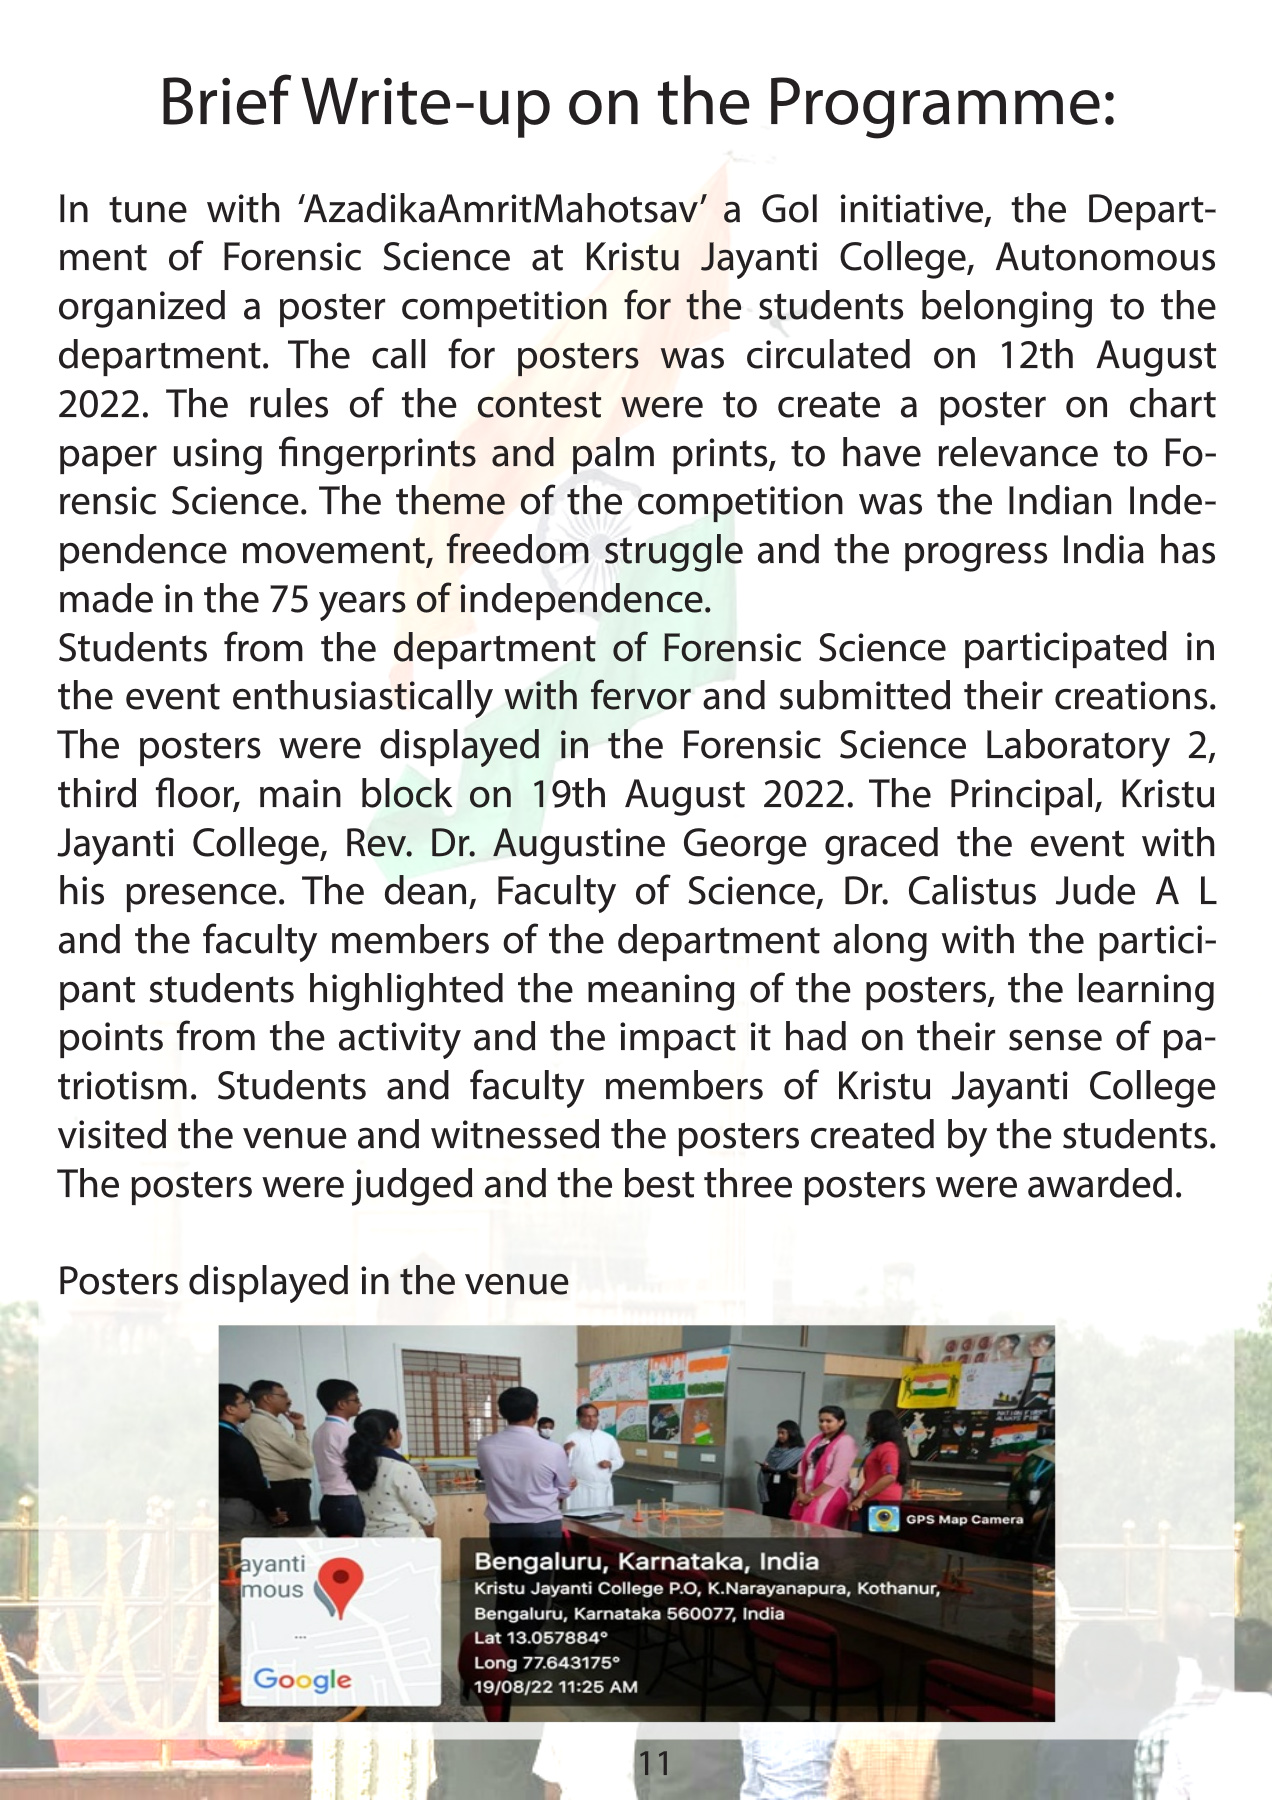 Brief Write-up on the Programme:
In tune with ‘AzadikaAmritMahotsav’ a GoI initiative, the Depart-
ment of Forensic Science at Kristu Jayanti College, Autonomous
organized a poster competition for the students belonging to the
department. The call for posters was circulated on 12th August
2022. The rules of the contest were to create a poster on chart
paper using fingerprints and palm prints, to have relevance to Fo-
rensic Science. The theme of the competition was the Indian Inde-
pendence movement, freedom struggle and the progress India has
made in the 75 years of independence.
Students from the department of Forensic Science participated in
the event enthusiastically with fervor and submitted their creations.
The posters were displayed in the Forensic Science Laboratory 2,
third floor, main block on 19th August 2022. The Principal, Kristu
Jayanti College, Rev. Dr. Augustine George graced the event with
his presence. The dean, Faculty of Science, Dr. Calistus Jude A L
and the faculty members of the department along with the partici-
pant students highlighted the meaning of the posters, the learning
points from the activity and the impact it had on their sense of pa-
triotism. Students and faculty members of Kristu Jayanti College
visited the venue and witnessed the posters created by the students.
The posters were judged and the best three posters were awarded.
Posters displayed in the venue
GPS Map Camera
ayanti
mous
...
Google
Bengaluru, Karnataka, India
Kristu Jayanti College P.O, K.Narayanapura, Kothanur,
Bengaluru, Karnataka 560077, India
Lat 13.057884°
Long 77.643175°
19/08/22 11:25 AM
11